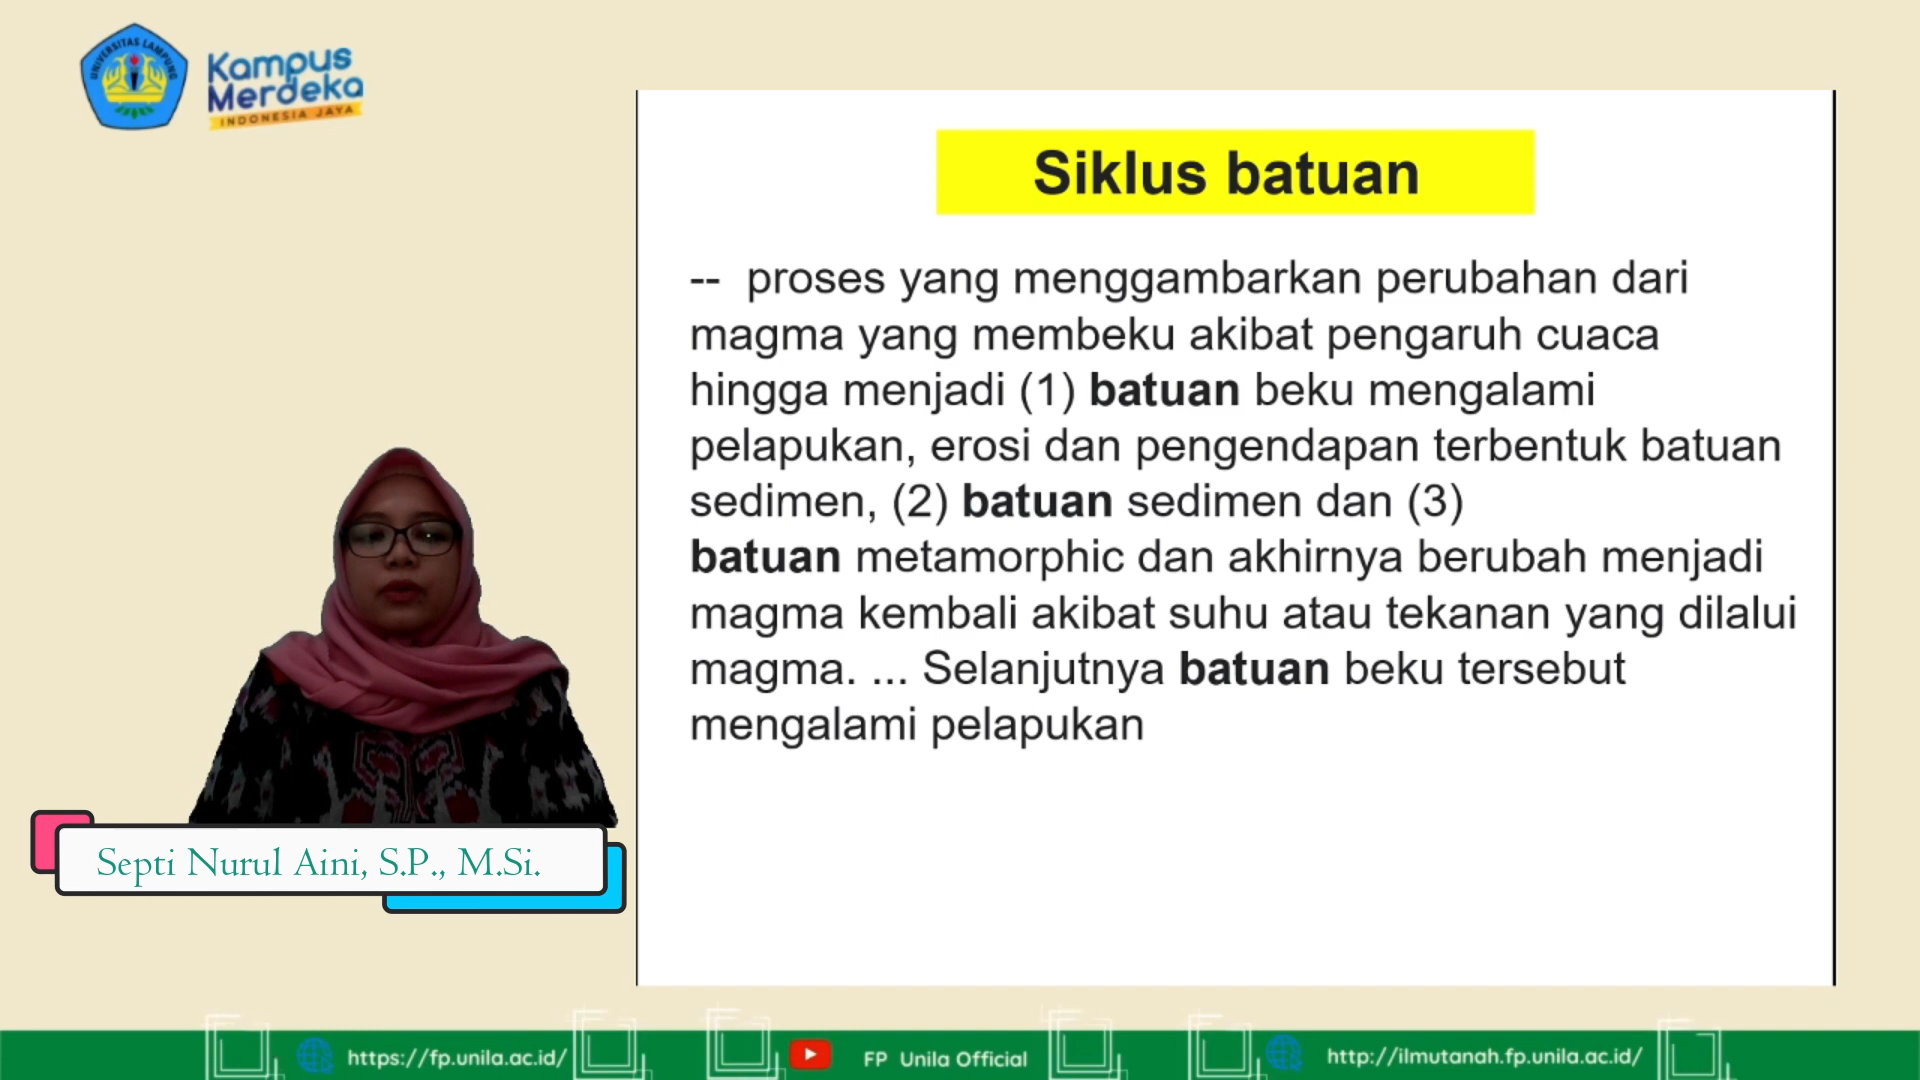 UNIVERSITAS LAMPUNG
Kampus
Merdeka
INDONESIA JAYA
Siklus batuan
-- proses yang menggambarkan perubahan dari
magma yang membeku akibat pengaruh cuaca
hingga menjadi (1) batuan beku mengalami
pelapukan, erosi dan pengendapan terbentuk batuan
sedimen, (2) batuan sedimen dan (3)
batuan metamorphic dan akhirnya berubah menjadi
magma kembali akibat suhu atau tekanan yang dilalui
magma. ... Selanjutnya batuan beku tersebut
mengalami pelapukan
Septi Nurul Aini, S.P., M.Si.
https://fp.unila.ac.id/
FP Unila Official
http://ilmutanah.fp.unila.ac.id/